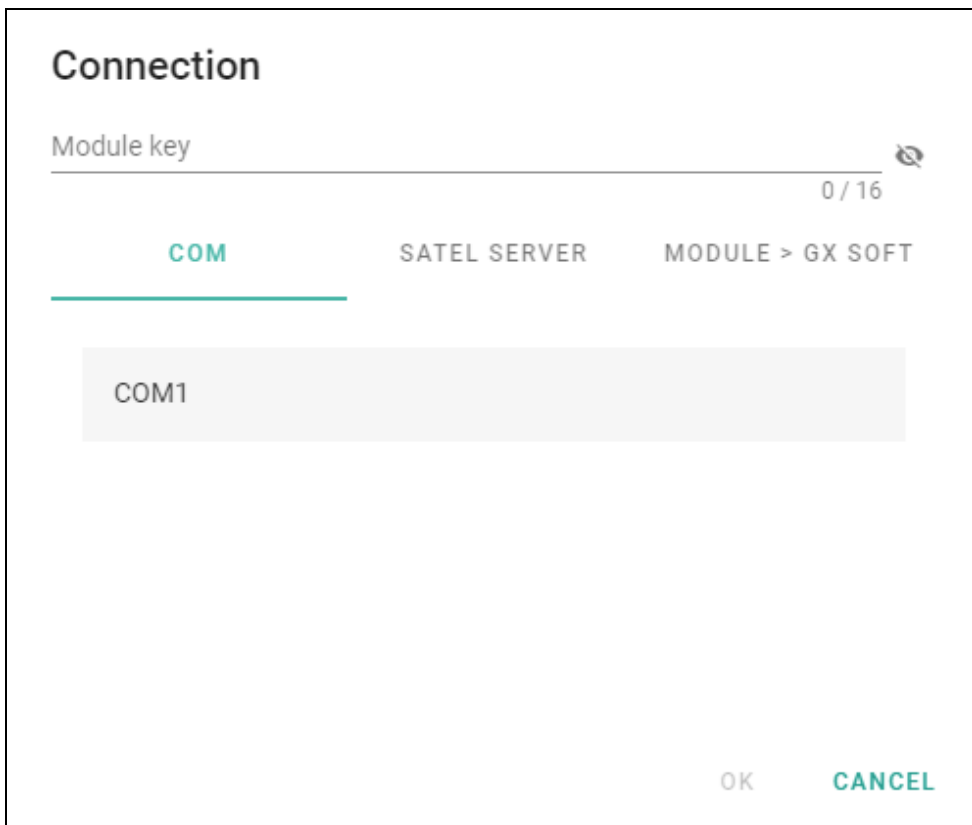 Connection
Module key
0 / 16
COM SATEL SERVER MODULE > GX SOFT
COM1
OK CANCEL